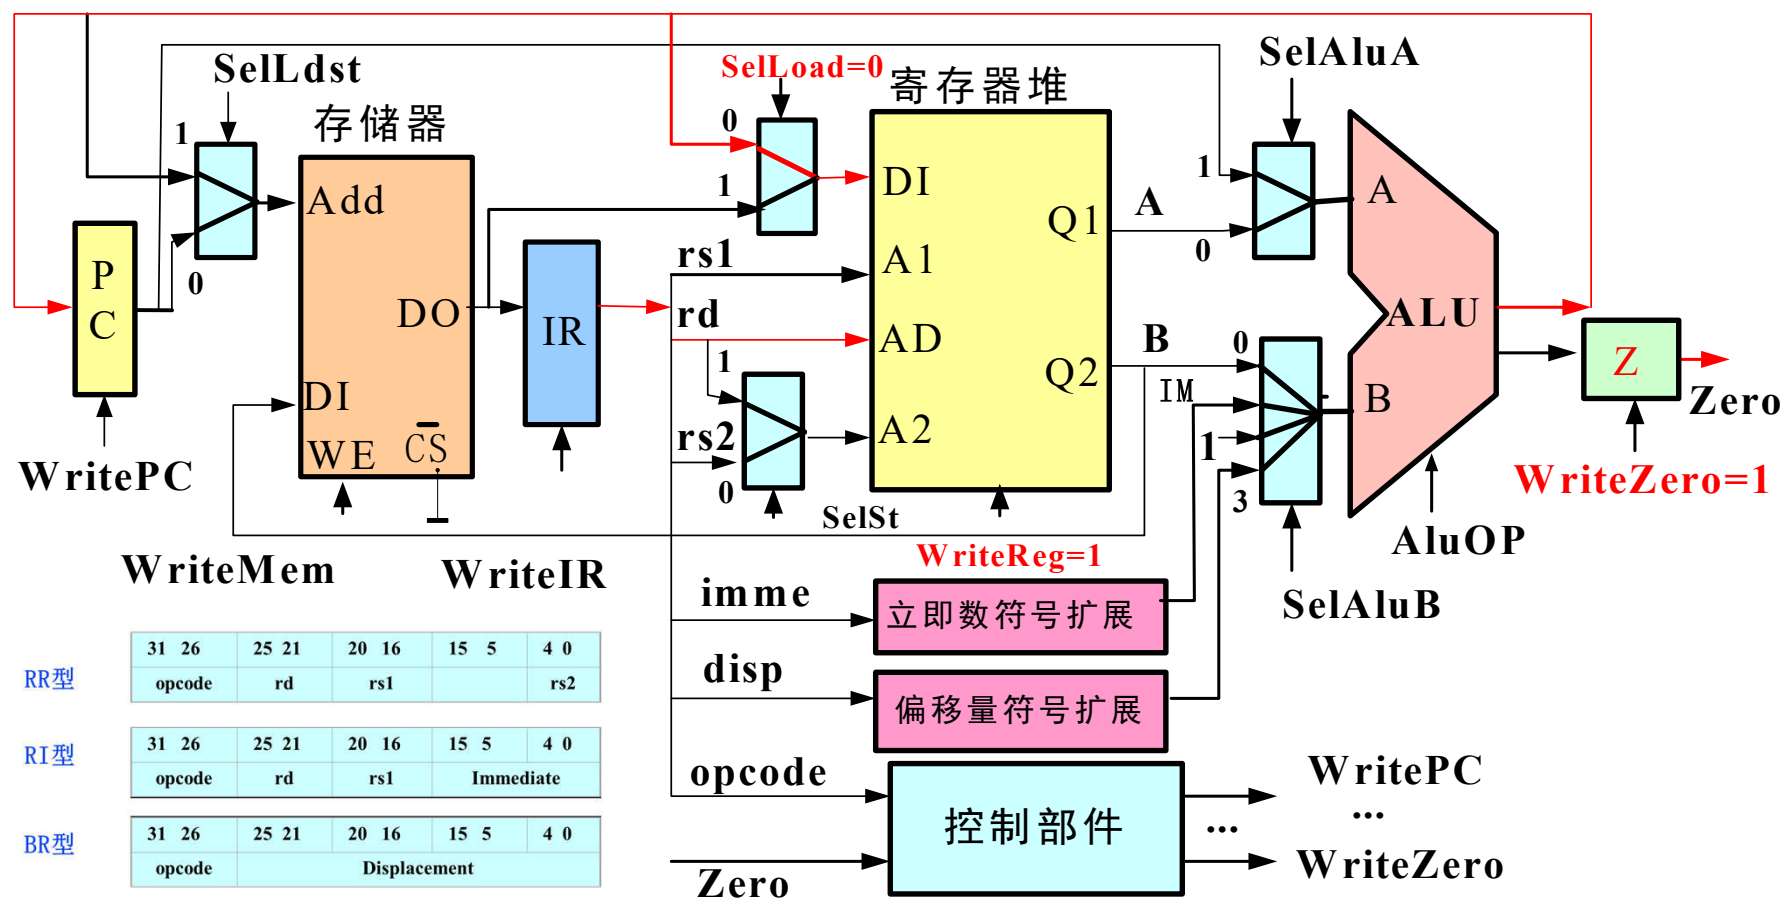 SelLdst
存储器
SelLoad=0
寄存器堆
SelAluA
1
0
0
1
1
0
Add
DO
DI
WE
CS
P
C
IR
WritePC
WriteMem
WriteIR
rs1
rd
rs2
1
0
SelSt
DI
A1
AD
A2
Q1
Q2
A
B
WriteReg=1
0
IM
1
3
A
B
ALU
Z
Zero
WriteZero=1
AluOP
SelAluB
imme
立即数符号扩展
disp
偏移量符号扩展
opcode
控制部件
Zero
WritePC
...
...
WriteZero
RR型
31 26 25 21 20 16 15 5 4 0
opcode rd rs1 rs2
RI型
31 26 25 21 20 16 15 5 4 0
opcode rd rs1 Immediate
BR型
31 26 25 21 20 16 15 5 4 0
opcode Displacement